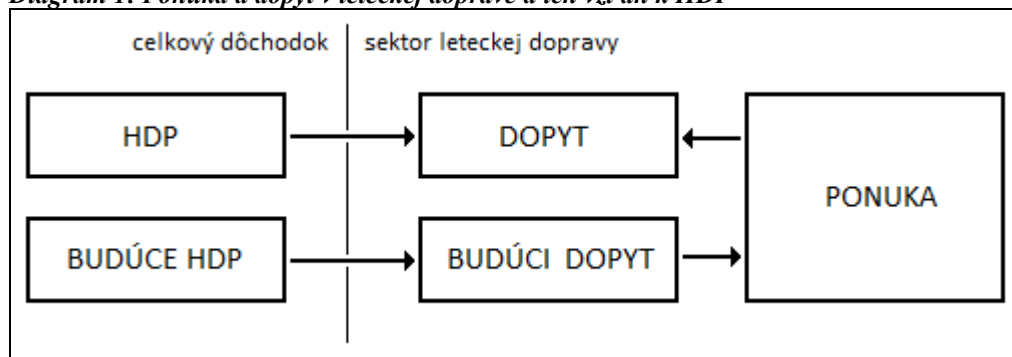 celkový dôchodok sektor leteckej dopravy
HDP DOPYT
PONUKA
BUDÚCE HDP BUDÚCI DOPYT